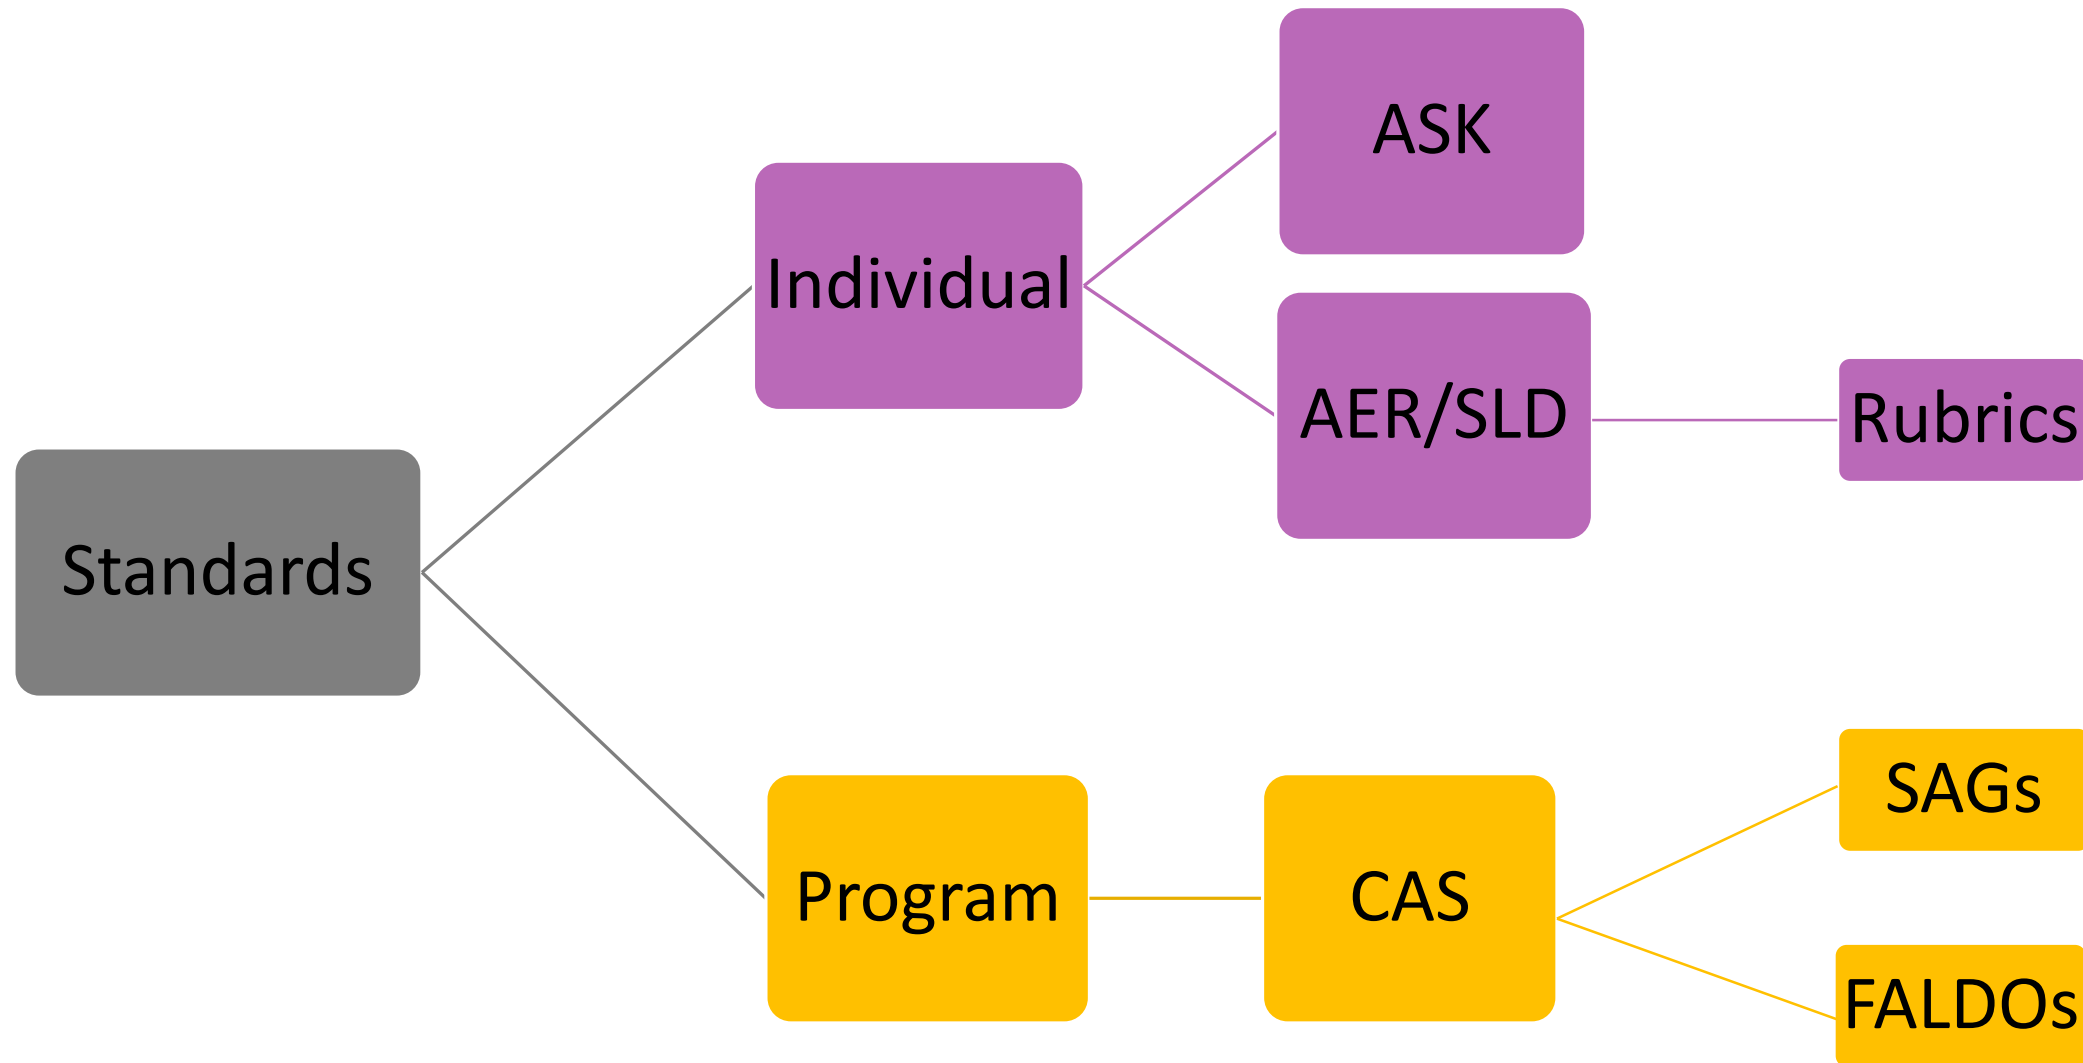 Standards
Individual
ASK
AER/SLD
Rubrics
Program
CAS
SAGs
FALDOs